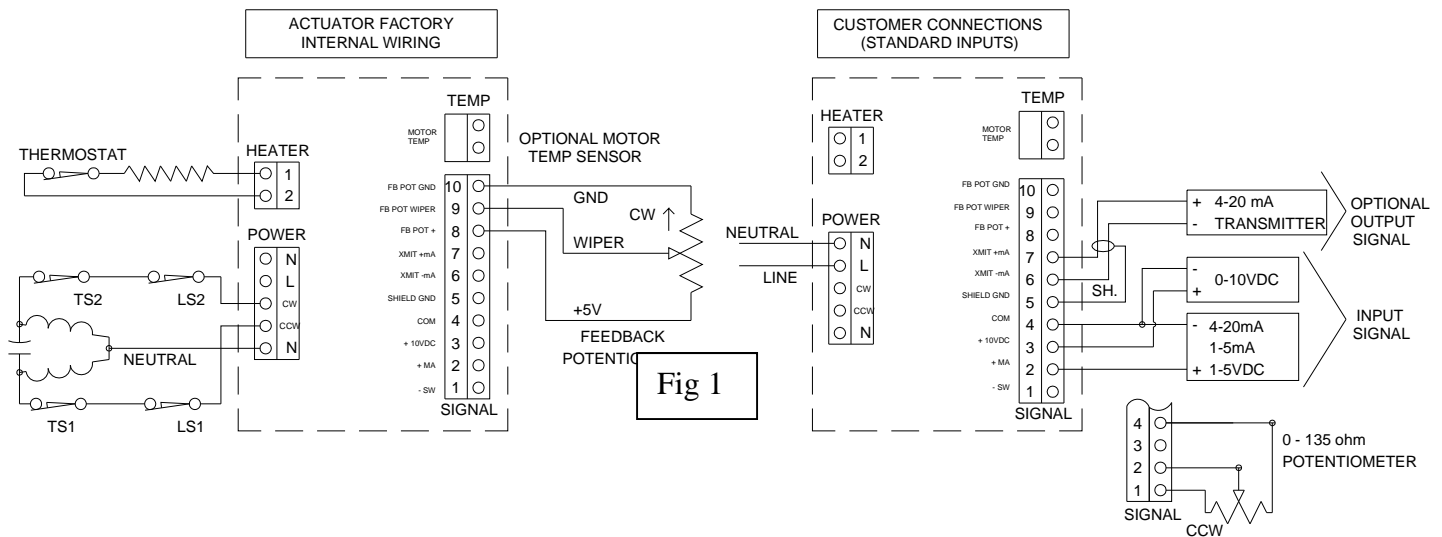 ACTUATOR FACTORY
INTERNAL WIRING
THERMOSTAT
HEATER
1
2
POWER
N
L
CW
CCW
N
TS2
LS2
NEUTRAL
TS1
LS1
TEMP
MOTOR
TEMP
OPTIONAL MOTOR
TEMP SENSOR
FB POT GND 10
FB POT WIPER 9
FB POT + 8
XMIT +mA 7
XMIT -mA 6
SHIELD GND 5
COM 4
+ 10VDC 3
+ MA 2
- SW 1
SIGNAL
GND
CW
WIPER
+5V
FEEDBACK
Fig 1
CUSTOMER CONNECTIONS
(STANDARD INPUTS)
HEATER
1
2
POWER
NEUTRAL
LINE
N
L
CW
CCW
N
TEMP
MOTOR
TEMP
FB POT GND 10
FB POT WIPER 9
FB POT + 8
XMIT +mA 7
XMIT -mA 6
SHIELD GND 5
COM 4
+ 10VDC 3
+ MA 2
- SW 1
SIGNAL
SH.
+ 4-20 mA
- TRANSMITTER
OPTIONAL
OUTPUT
SIGNAL
-
0-10VDC
+
- 4-20mA
1-5mA
+ 1-5VDC
INPUT
SIGNAL
4
3
2
1
SIGNAL
0 - 135 ohm
POTENTIOMETER
CCW